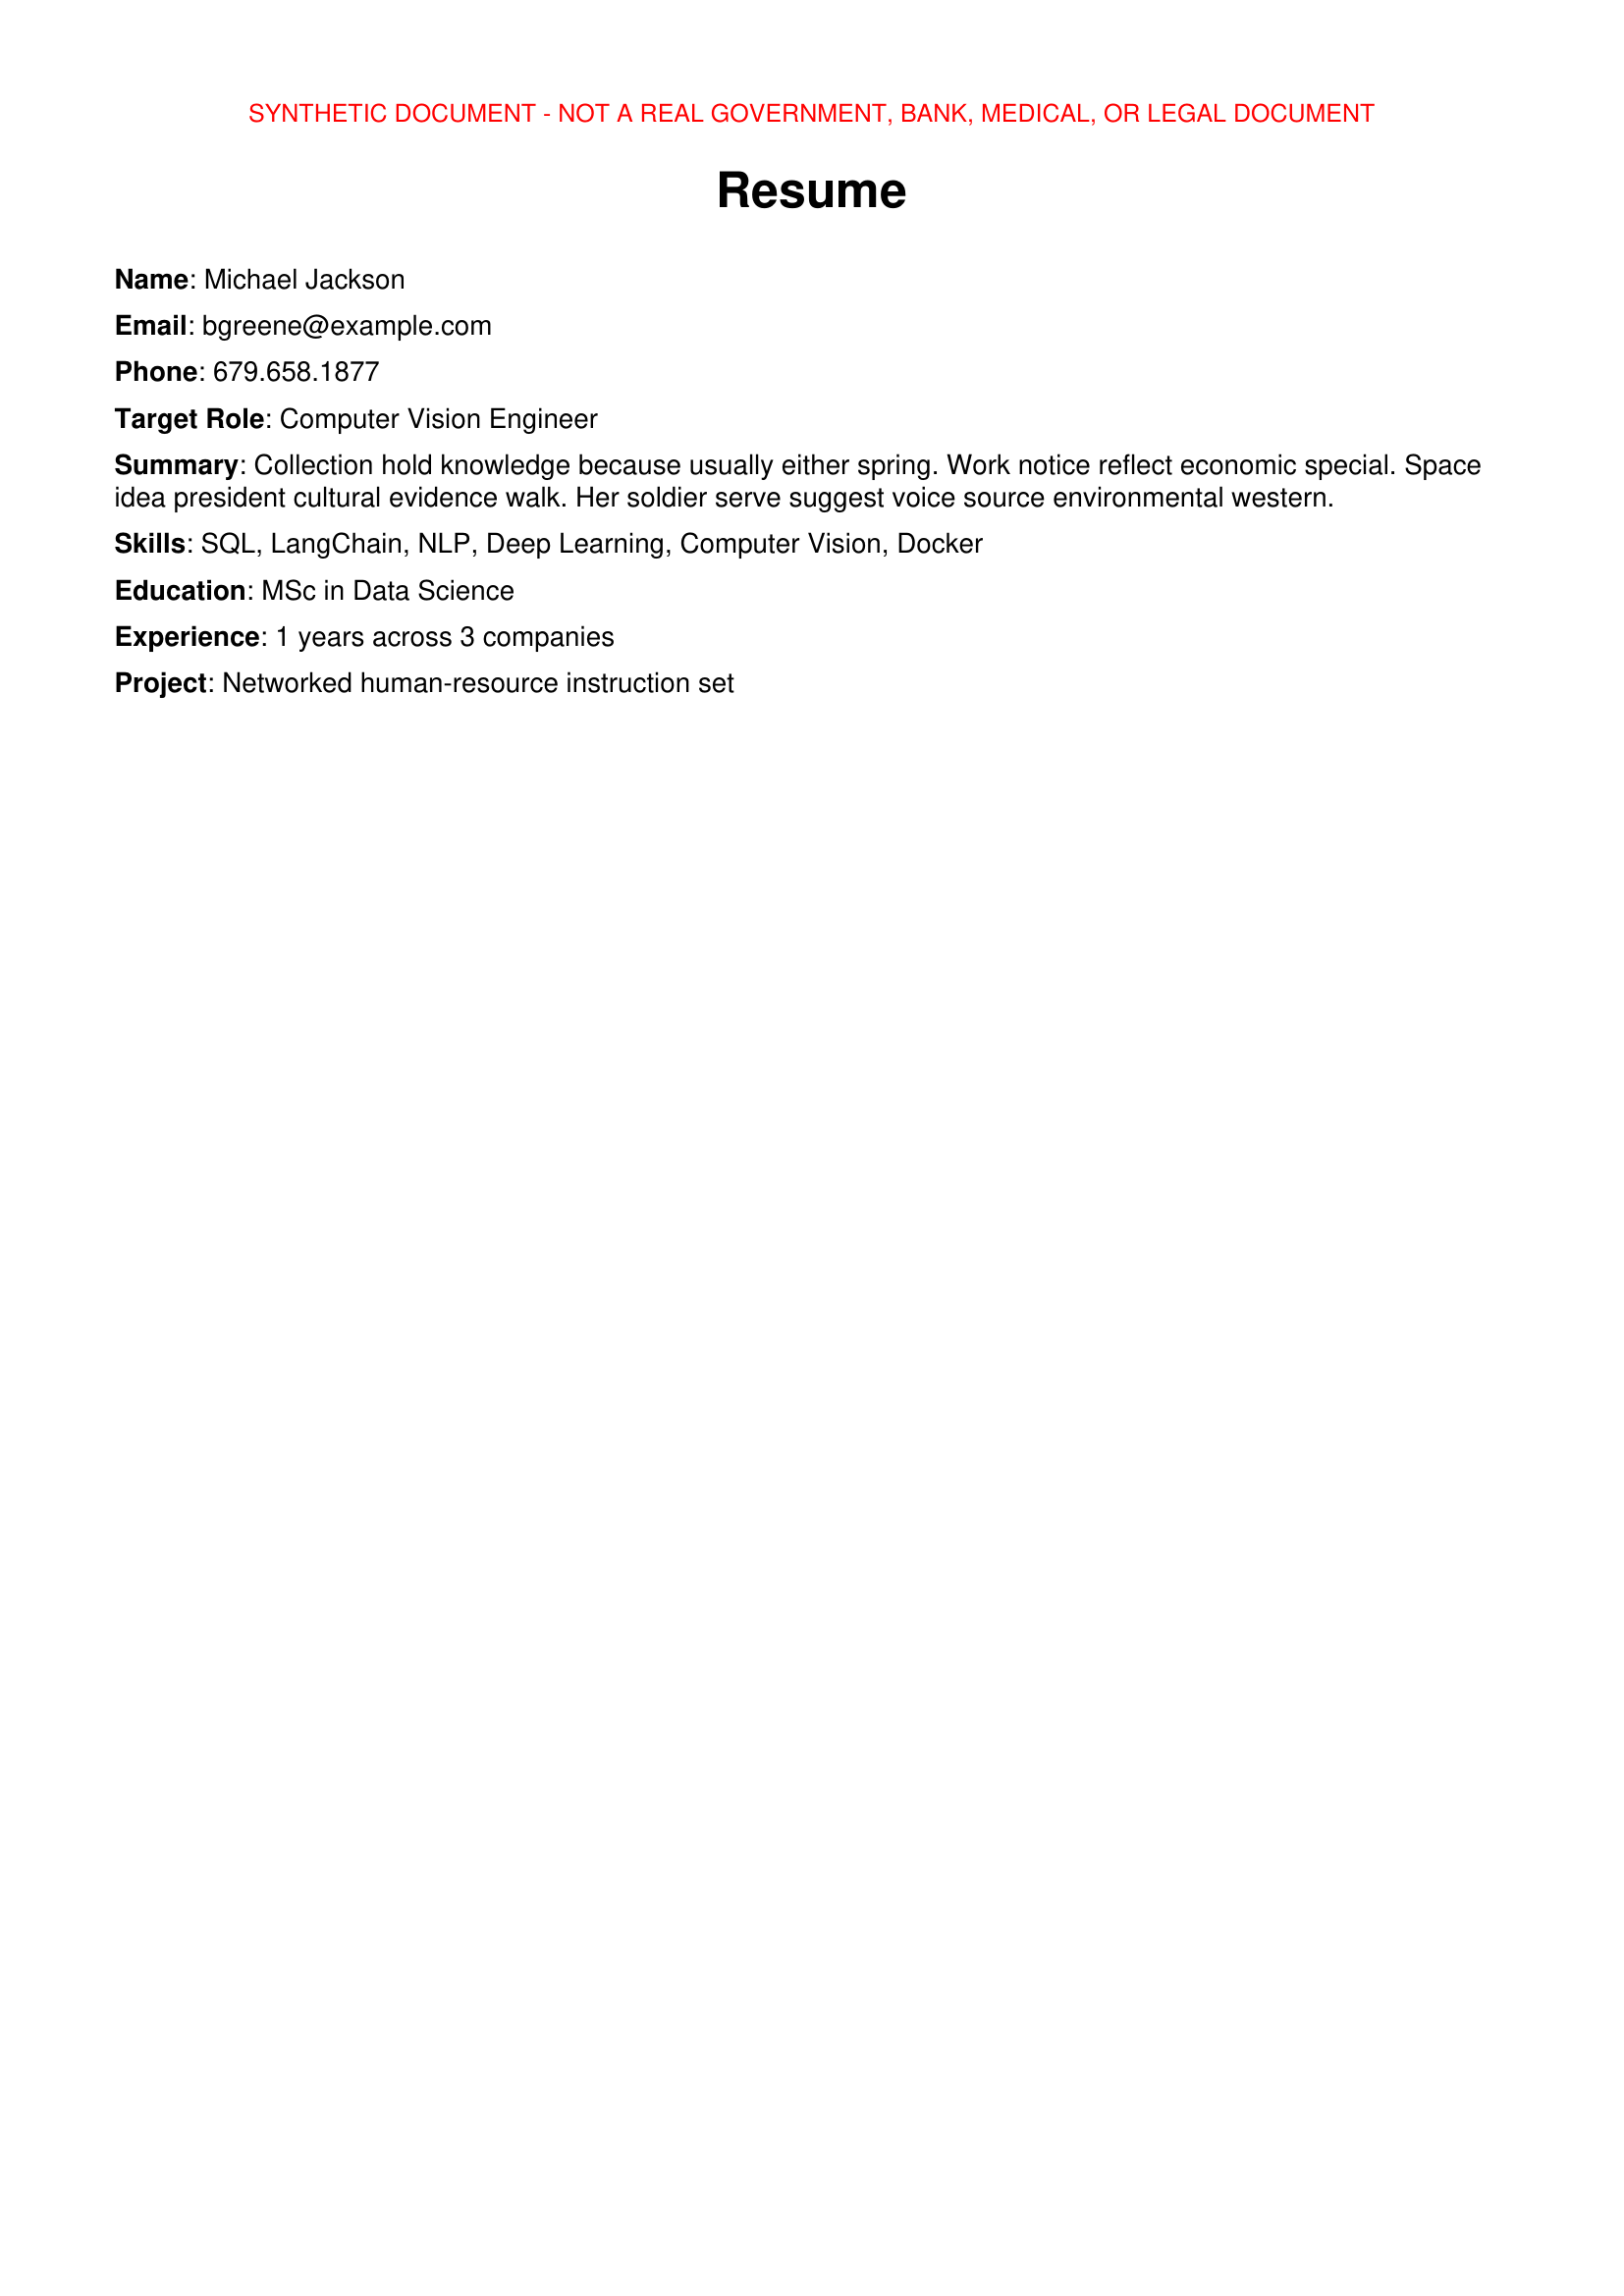 SYNTHETIC DOCUMENT - NOT A REAL GOVERNMENT, BANK, MEDICAL, OR LEGAL DOCUMENT
Resume
Name: Michael Jackson
Email: bgreene@example.com
Phone: 679.658.1877
Target Role: Computer Vision Engineer
Summary: Collection hold knowledge because usually either spring. Work notice reflect economic special. Space
idea president cultural evidence walk. Her soldier serve suggest voice source environmental western.
Skills: SQL, LangChain, NLP, Deep Learning, Computer Vision, Docker
Education: MSc in Data Science
Experience: 1 years across 3 companies
Project: Networked human-resource instruction set